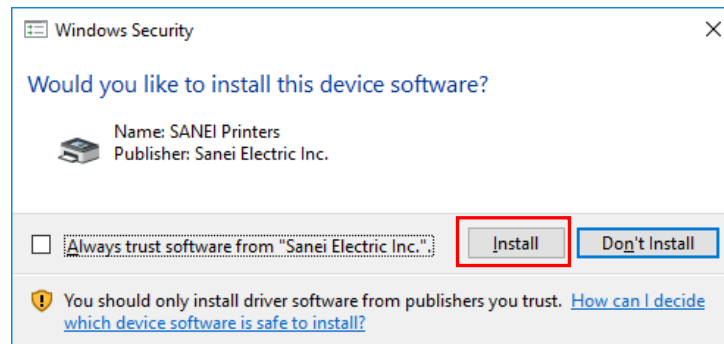 Windows Security
Would you like to install this device software?
Name: SANEI Printers
Publisher: Sanei Electric Inc.
Always trust software from "Sanei Electric Inc.".
Install
Don't Install
You should only install driver software from publishers you trust. How can I decide
which device software is safe to install?